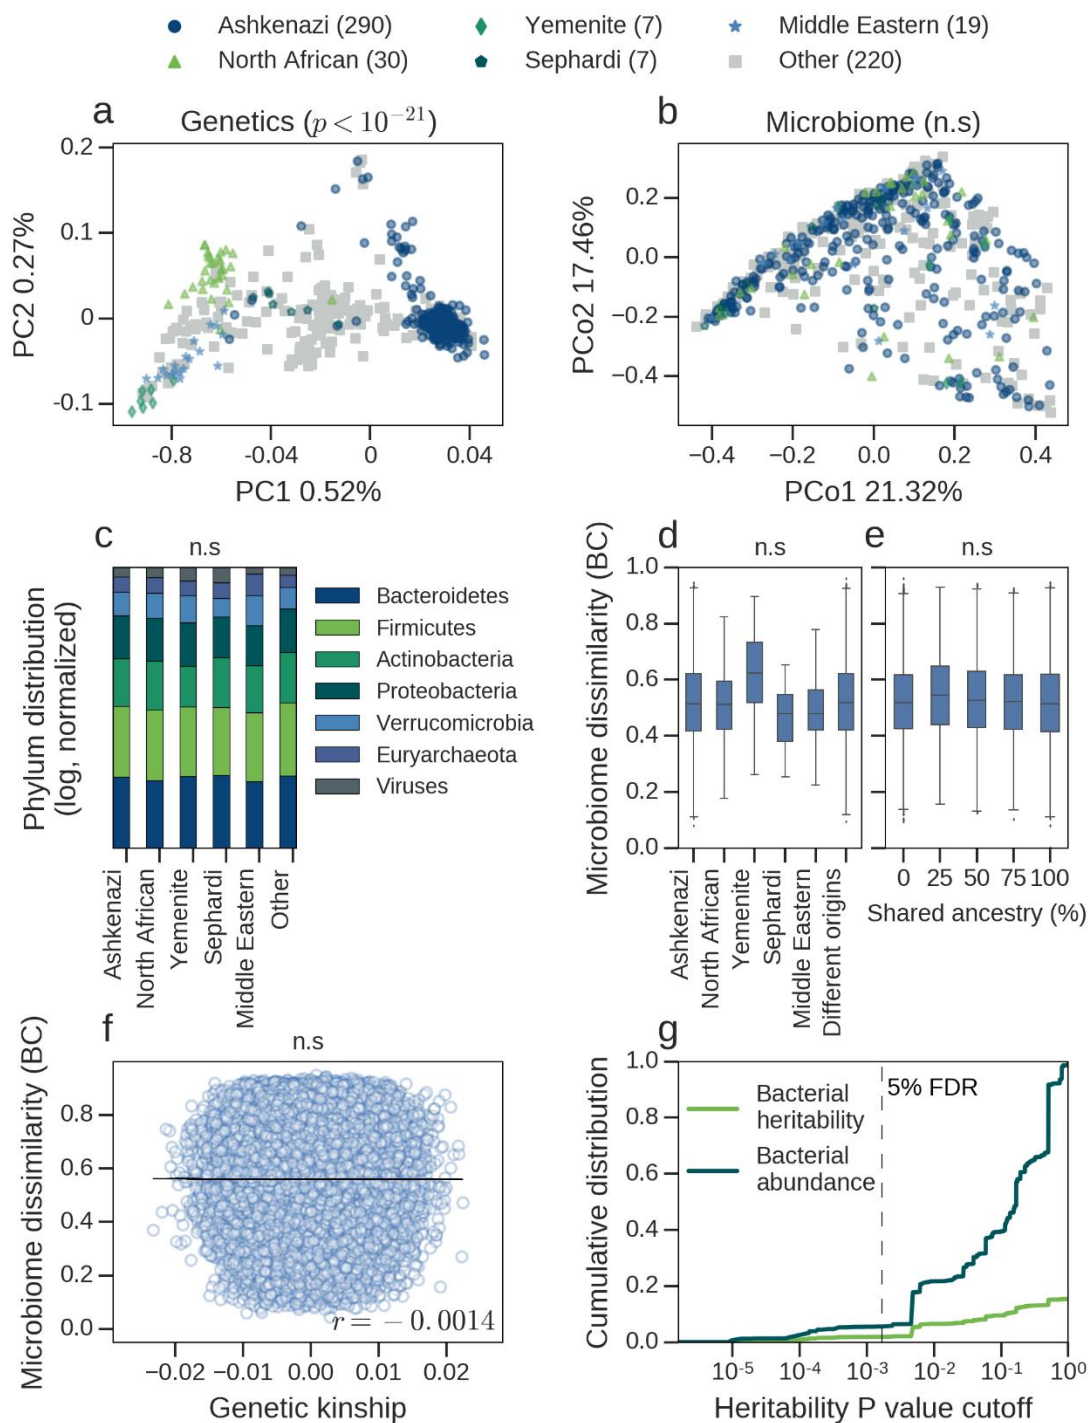 Ashkenazi (290)
Yemenite (7)
Middle Eastern (19)
North African (30)
Sephardi (7)
Other (220)
a
Genetics (p < 10^{-21})
0.2
0.1
0
-0.1
PC2 0.27%
-0.8
-0.04
0
0.04
PC1 0.52%
b
Microbiome (n.s)
0.2
0.0
−0.2
−0.4
PCo2 17.46%
−0.4
−0.2
0.0
0.2
0.4
PCo1 21.32%
c
n.s
Phylum distribution
(log, normalized)
Bacteroidetes
Firmicutes
Actinobacteria
Proteobacteria
Verrucomicrobia
Euryarchaeota
Viruses
Ashkenazi
North African
Yemenite
Sephardi
Middle Eastern
Other
d
n.s
Microbiome dissimilarity (BC)
1.0
0.8
0.6
0.4
0.2
0.0
Ashkenazi
North African
Yemenite
Sephardi
Middle Eastern
Different origins
e
n.s
0
25
50
75
100
Shared ancestry (%)
f
n.s
Microbiome dissimilarity (BC)
0.8
0.6
0.4
0.2
0.0
r = −0.0014
−0.02
−0.01
0.00
0.01
0.02
Genetic kinship
g
Cumulative distribution
1.0
0.8
0.6
0.4
0.2
0.0
5% FDR
Bacterial
heritability
Bacterial
abundance
10^{-5}
10^{-4}
10^{-3}
10^{-2}
10^{-1}
10^{0}
Heritability P value cutoff